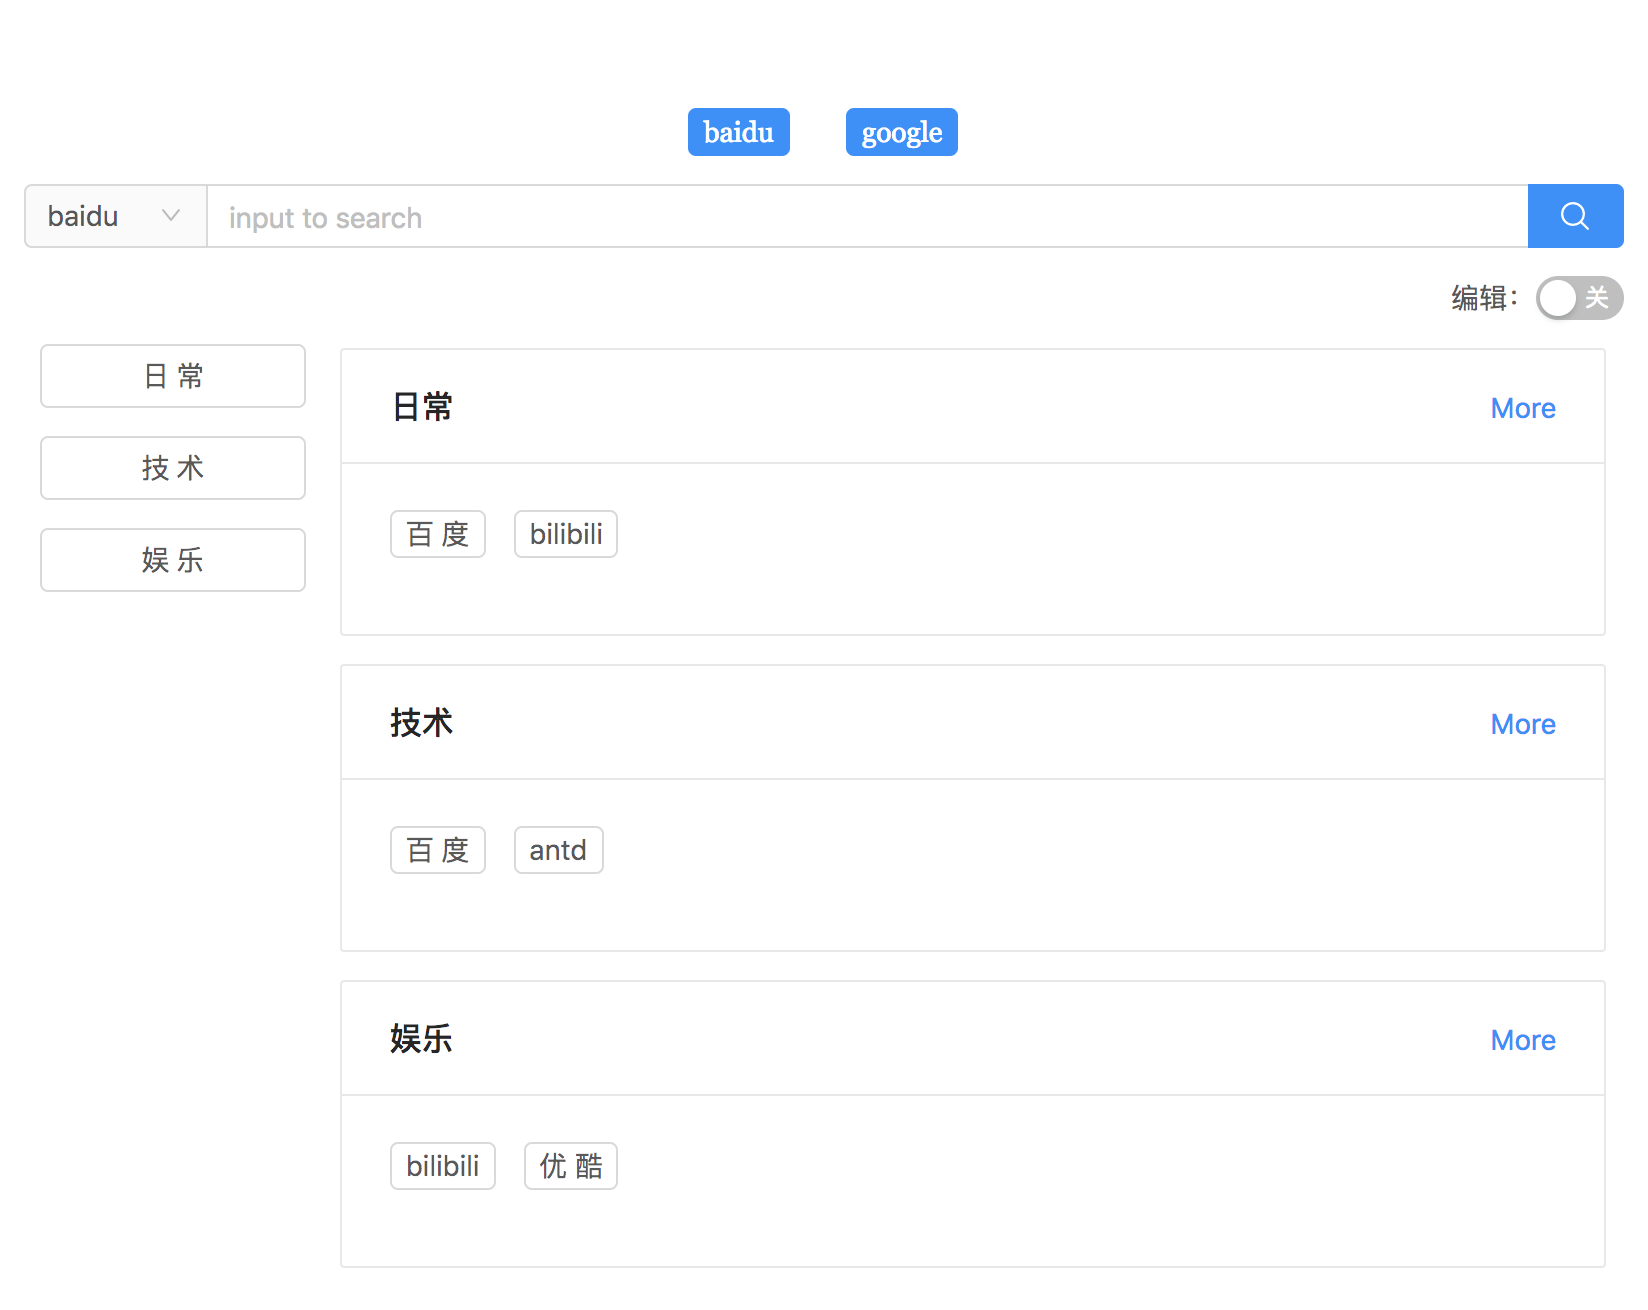 baidu google
baidu input to search
编辑： 关
日常
技术
娱乐
日常 More
百度 bilibili
技术 More
百度 antd
娱乐 More
bilibili 优酷